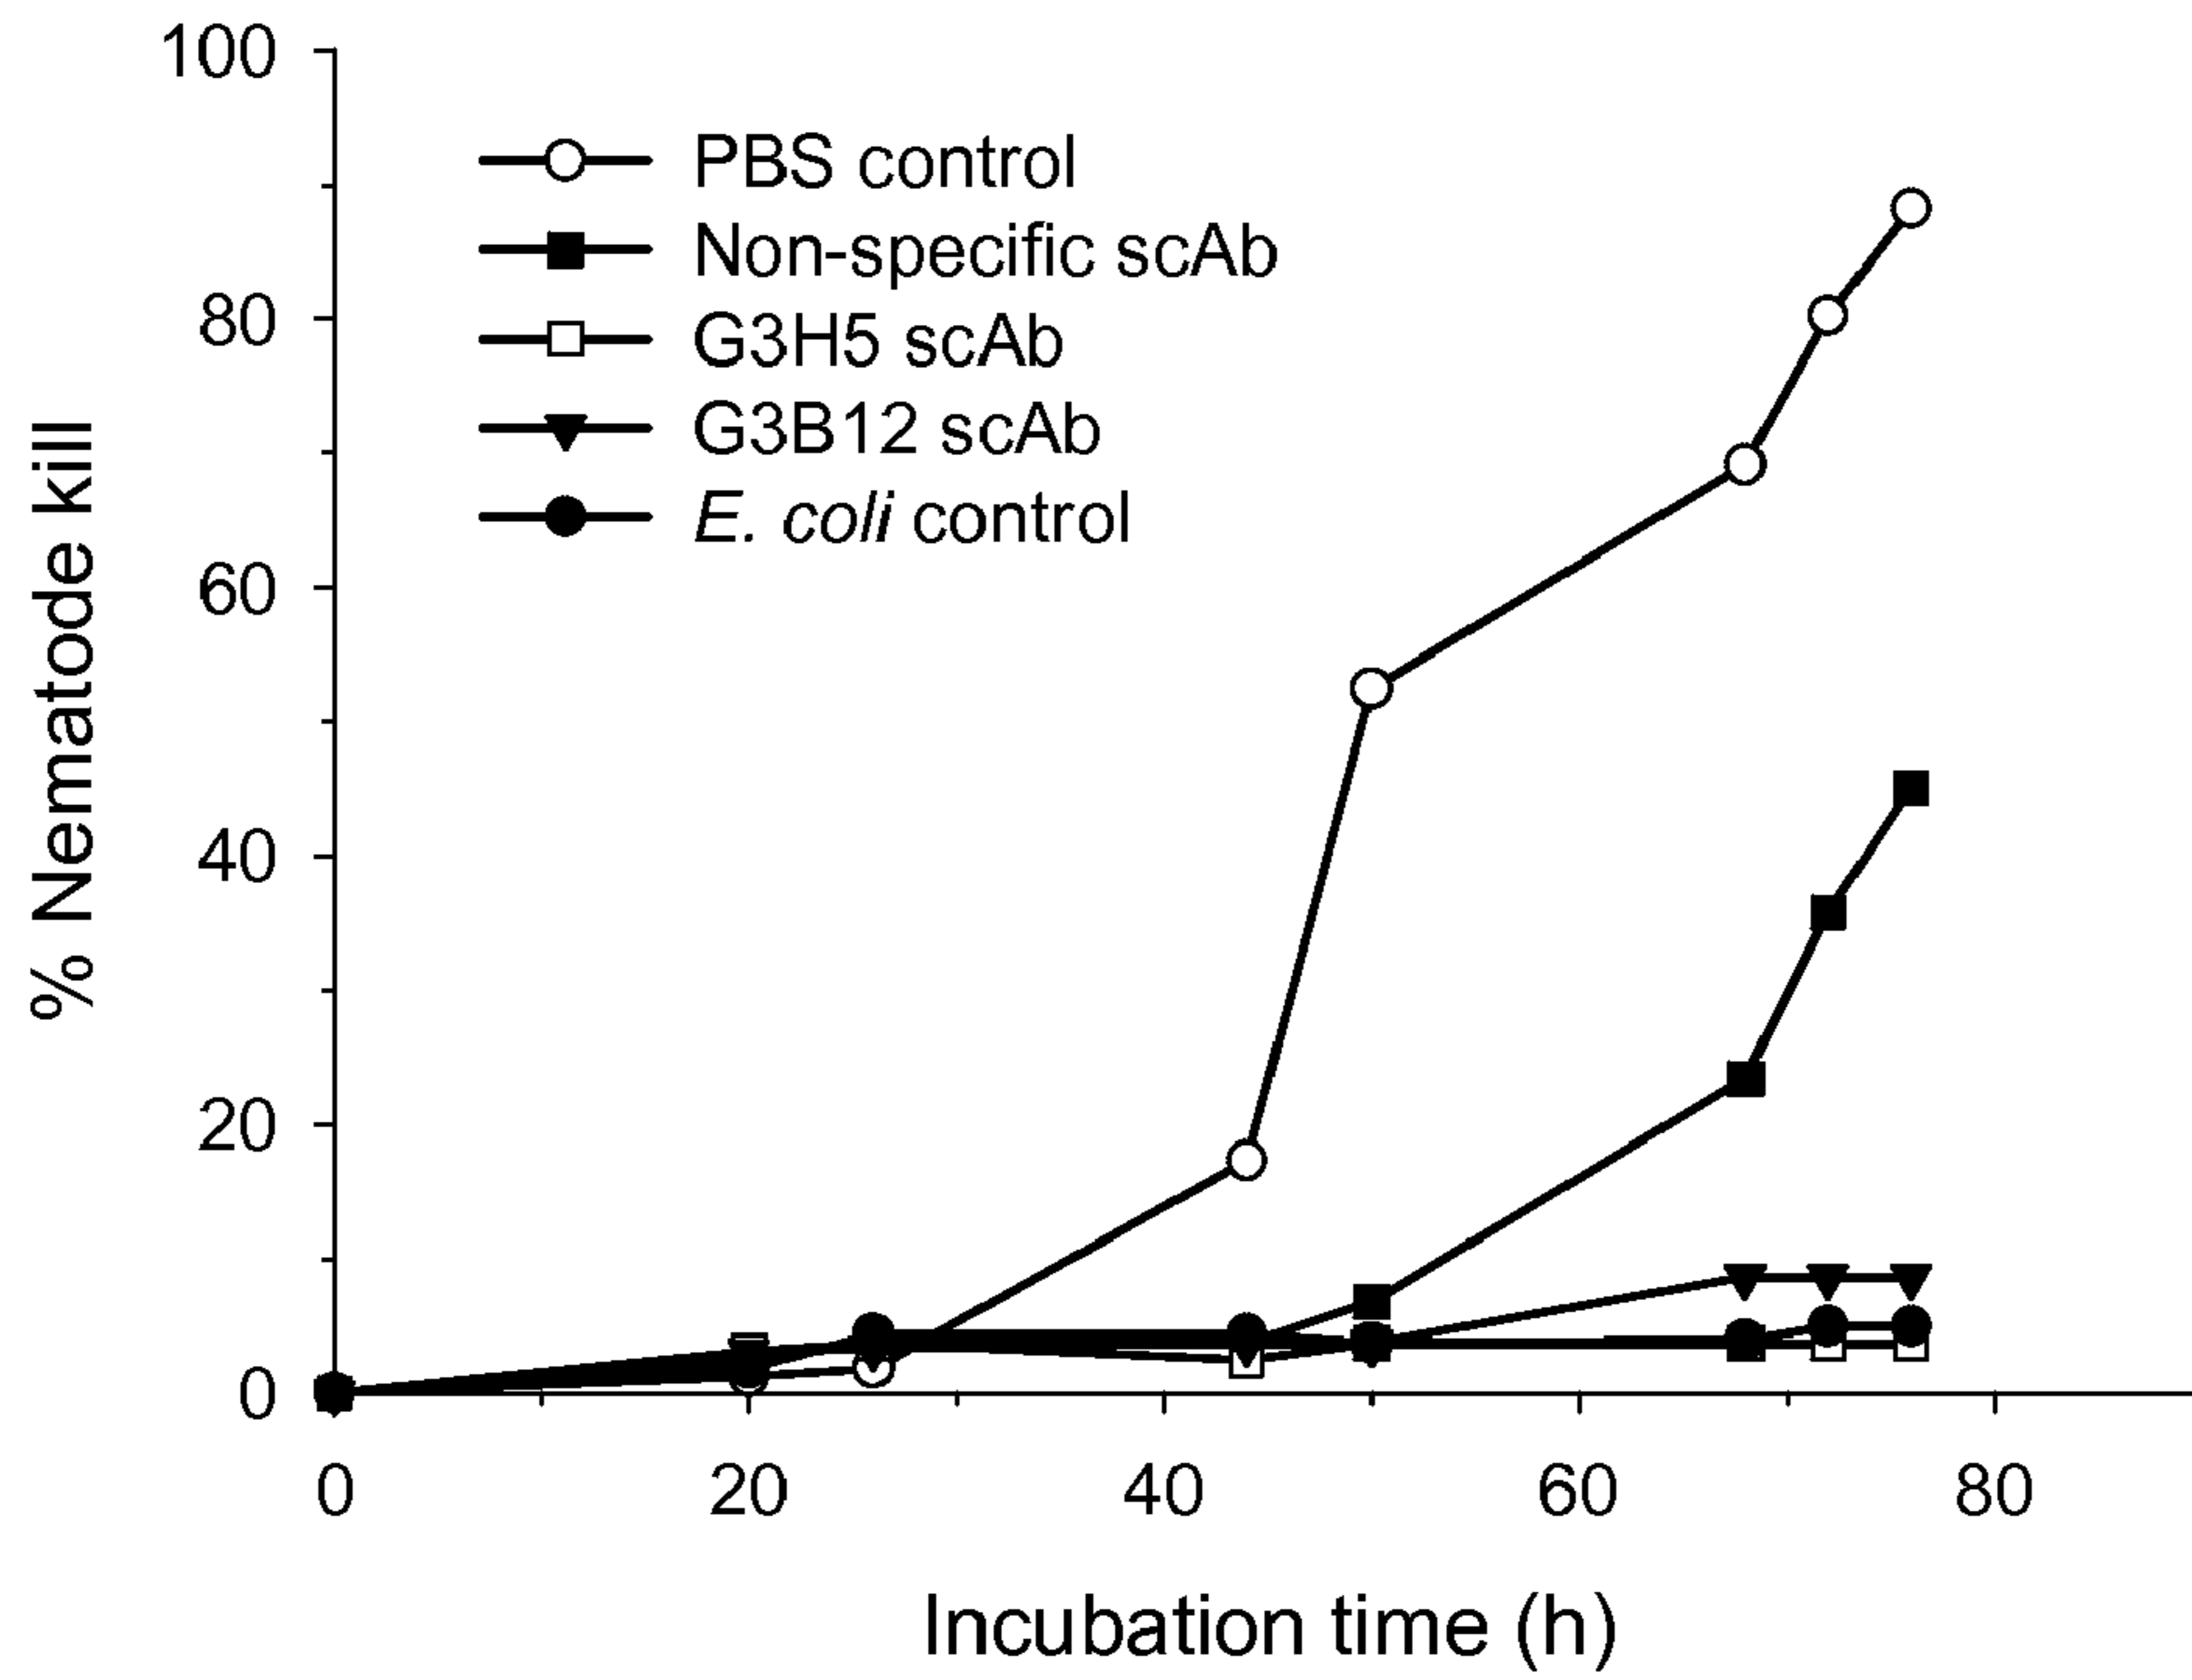 100
80
60
40
20
0
% Nematode kill
PBS control
Non-specific scAb
G3H5 scAb
G3B12 scAb
E. coli control
0 20 40 60 80
Incubation time (h)